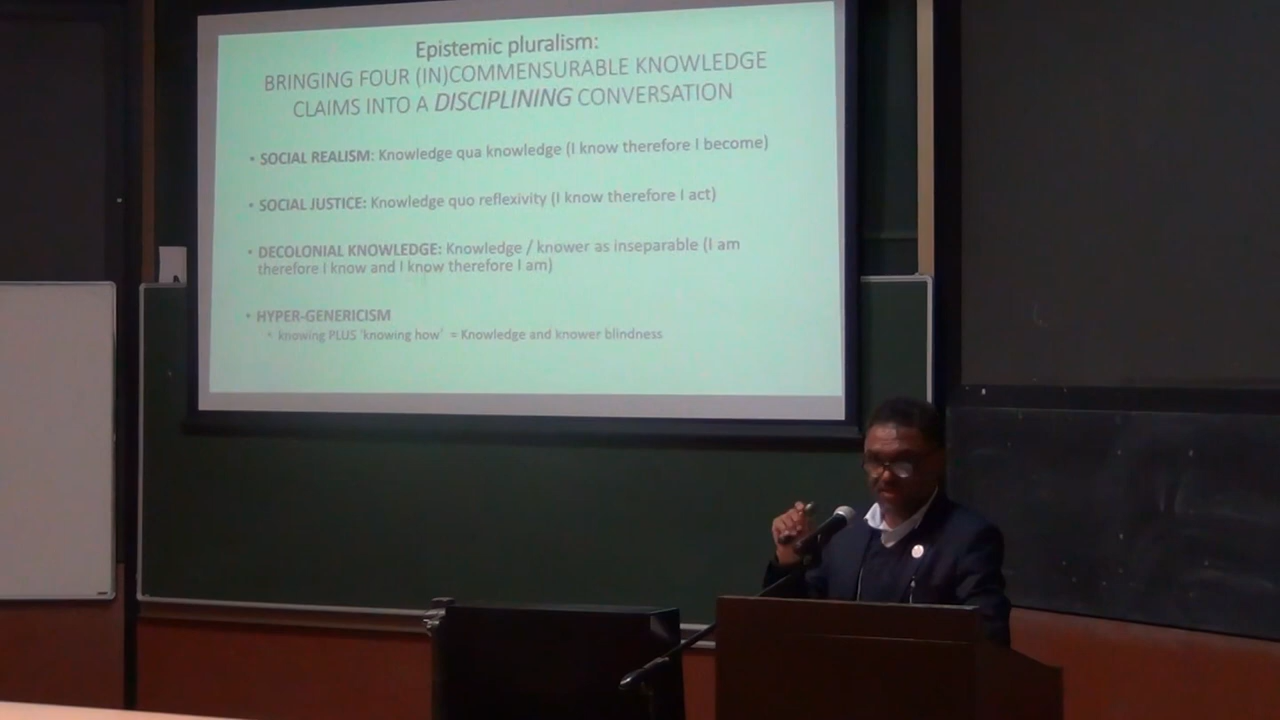 Epistemic pluralism:
BRINGING FOUR (IN)COMMENSURABLE KNOWLEDGE
CLAIMS INTO A DISCIPLINING CONVERSATION
• SOCIAL REALISM: Knowledge qua knowledge (I know therefore I become)
• SOCIAL JUSTICE: Knowledge quo reflexivity (I know therefore I act)
• DECOLONIAL KNOWLEDGE: Knowledge / knower as inseparable (I am
therefore I know and I know therefore I am)
• HYPER-GENERICISM
• knowing PLUS 'knowing how' = Knowledge and knower blindness